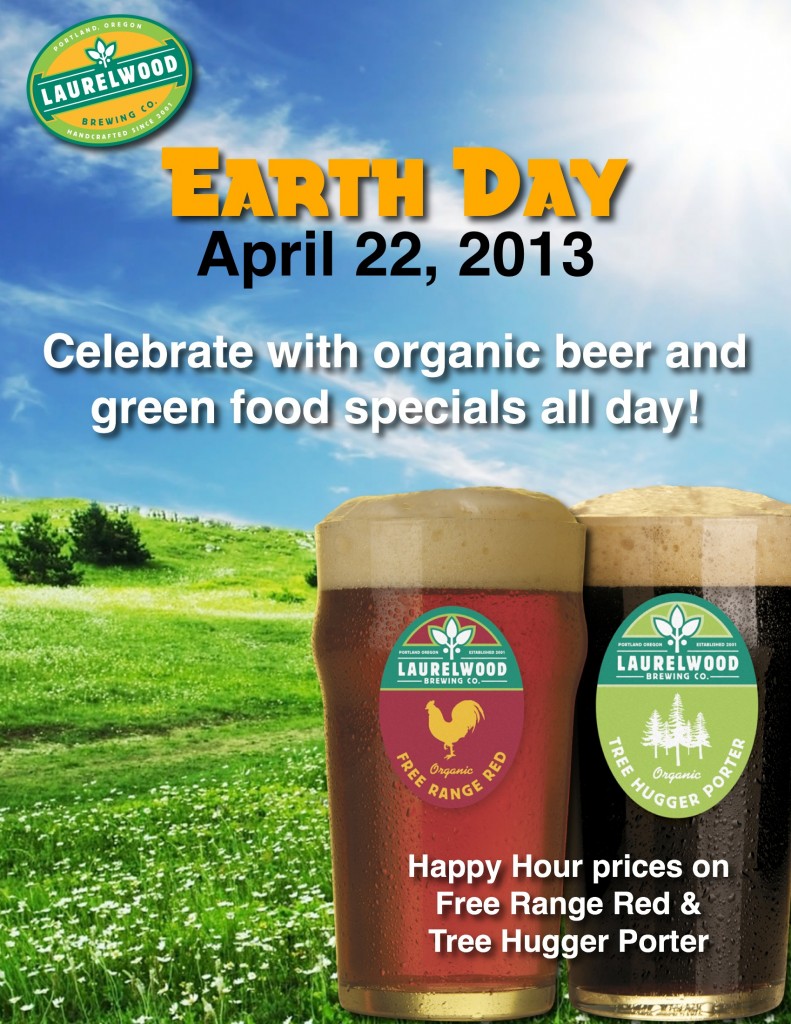 PORTLAND, OREGON
LAURELWOOD
BREWING CO.
HANDCRAFTED SINCE 2001
EARTH DAY
April 22, 2013
Celebrate with organic beer and
green food specials all day!
PORTLAND OREGON ESTABLISHED 2001
LAURELWOOD
BREWING CO.
Organic
FREE RANGE RED
PORTLAND OREGON ESTABLISHED 2001
LAURELWOOD
BREWING CO.
Organic
TREE HUGGER PORTER
Happy Hour prices on
Free Range Red &
Tree Hugger Porter